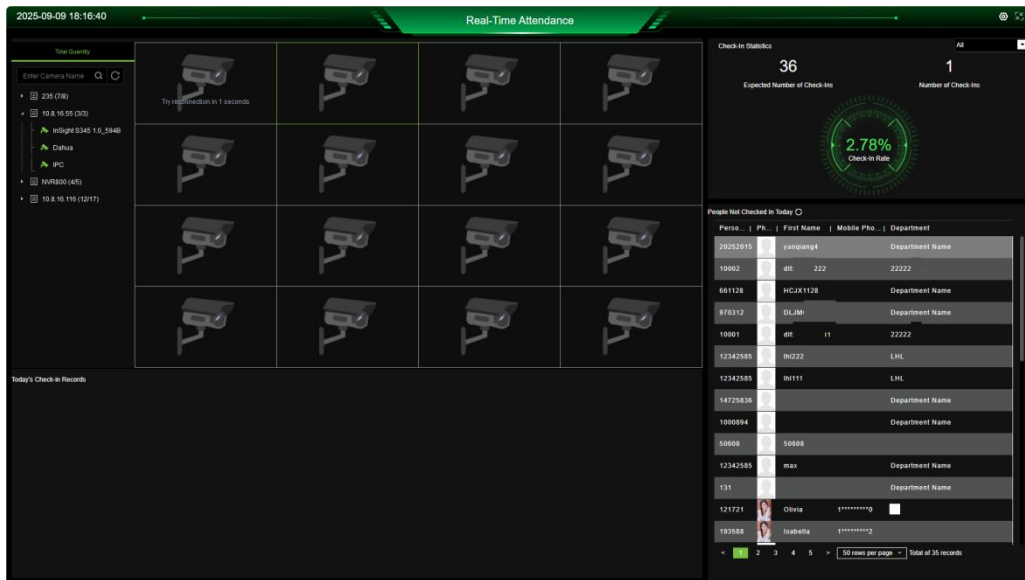 2025-09-09 18:16:40
Real-Time Attendance
Total Quantity
Enter Camera Name
235 (7/8)
10.8.16.55 (3/3)
InSight S345 1.0_594B
Dahua
IPC
NVR800 (4/5)
10.8.16.116 (12/17)
Try reconnection in 1 seconds
Check-In Statistics
All
36
1
Expected Number of Check-Ins
Number of Check-Ins
2.78%
Check-In Rate
People Not Checked In Today
Perso... | Ph... | First Name | Mobile Pho... | Department
20252015 yanqiang4 Department Name
10002 222 22222
661128 HCJX1128 Department Name
970312 Department Name
10001 22222
12342585 lhl222 LHL
12342585 lhl111 LHL
14725836 Department Name
1000894 Department Name
50608 50608
12342585 max Department Name
131 Department Name
121721 Olivia 1*********0
193588 Isabella 1*********2
< 1 2 3 4 5 > 50 rows per page Total of 35 records
Today's Check-in Records